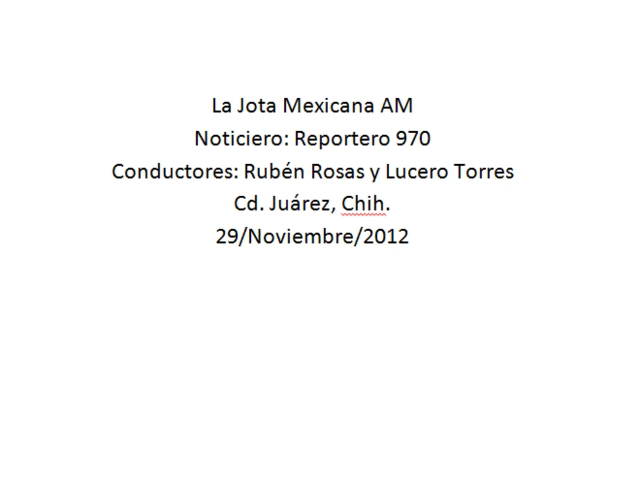 La Jota Mexicana AM
Noticiero: Reportero 970
Conductores: Rubén Rosas y Lucero Torres
Cd. Juárez, Chih.
29/Noviembre/2012